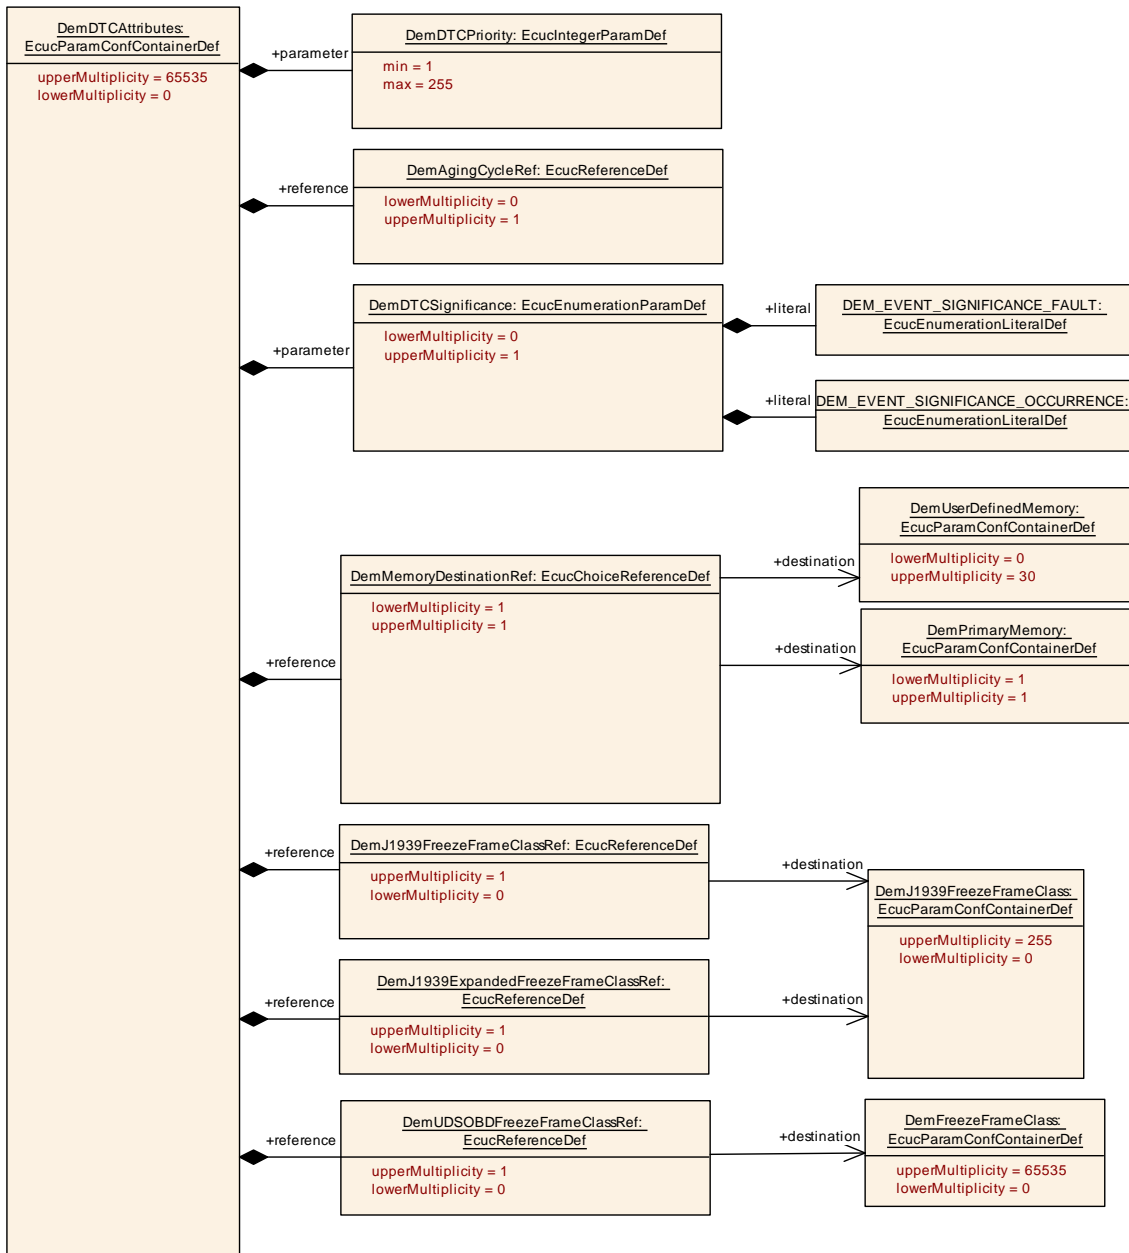 DemDTCAttributes:
EcucParamConfContainerDef
upperMultiplicity = 65535
lowerMultiplicity = 0
+parameter
DemDTCPriority: EcucIntegerParamDef
min = 1
max = 255
+reference
DemAgingCycleRef: EcucReferenceDef
lowerMultiplicity = 0
upperMultiplicity = 1
+parameter
DemDTCSignificance: EcucEnumerationParamDef
lowerMultiplicity = 0
upperMultiplicity = 1
+literal
DEM_EVENT_SIGNIFICANCE_FAULT:
EcucEnumerationLiteralDef
+literal
DEM_EVENT_SIGNIFICANCE_OCCURRENCE:
EcucEnumerationLiteralDef
+reference
DemMemoryDestinationRef: EcucChoiceReferenceDef
lowerMultiplicity = 1
upperMultiplicity = 1
+destination
DemUserDefinedMemory:
EcucParamConfContainerDef
lowerMultiplicity = 0
upperMultiplicity = 30
+destination
DemPrimaryMemory:
EcucParamConfContainerDef
lowerMultiplicity = 1
upperMultiplicity = 1
+reference
DemJ1939FreezeFrameClassRef: EcucReferenceDef
upperMultiplicity = 1
lowerMultiplicity = 0
+destination
DemJ1939FreezeFrameClass:
EcucParamConfContainerDef
upperMultiplicity = 255
lowerMultiplicity = 0
+reference
DemJ1939ExpandedFreezeFrameClassRef:
EcucReferenceDef
upperMultiplicity = 1
lowerMultiplicity = 0
+destination
+reference
DemUDSOBDFreezeFrameClassRef:
EcucReferenceDef
upperMultiplicity = 1
lowerMultiplicity = 0
+destination
DemFreezeFrameClass:
EcucParamConfContainerDef
upperMultiplicity = 65535
lowerMultiplicity = 0